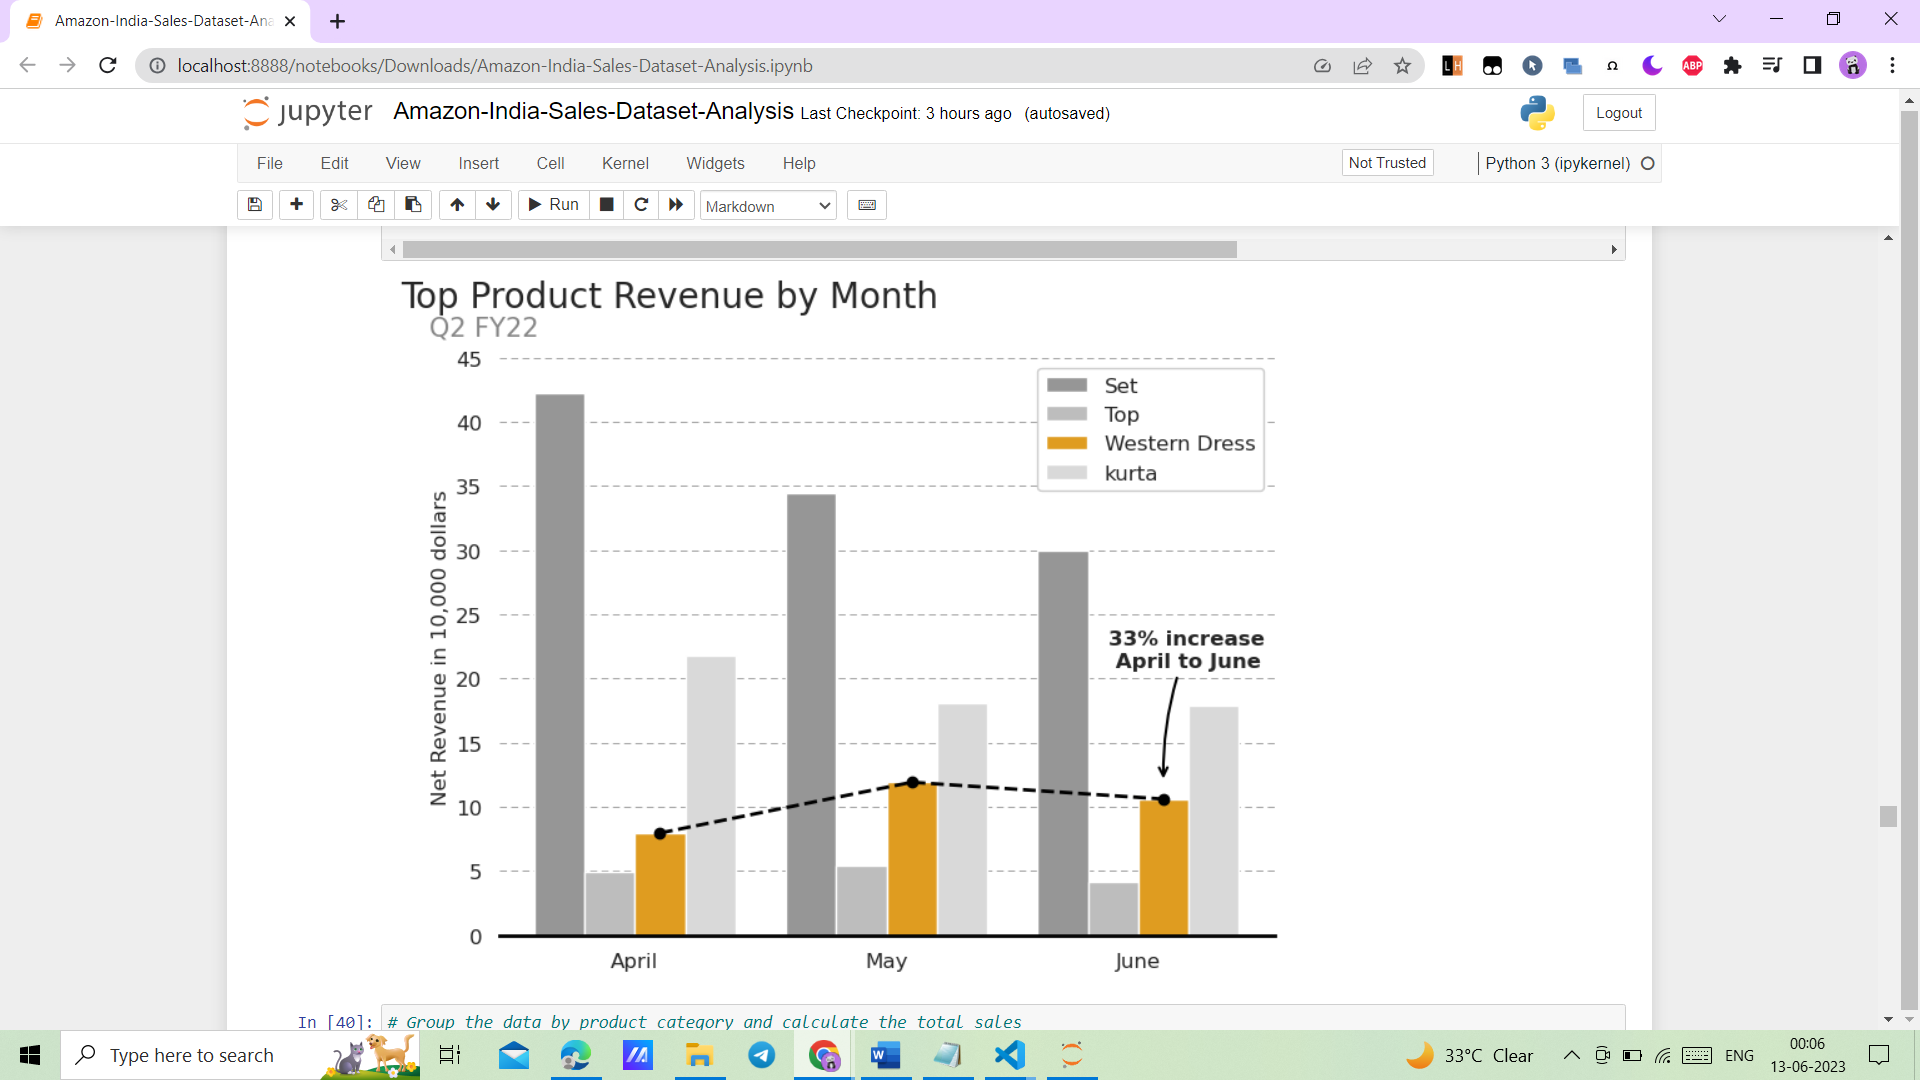 Amazon-India-Sales-Dataset-Ana
localhost:8888/notebooks/Downloads/Amazon-India-Sales-Dataset-Analysis.ipynb
LH
Ω
ABP
jupyter Amazon-India-Sales-Dataset-Analysis Last Checkpoint: 3 hours ago (autosaved)
Logout
File Edit View Insert Cell Kernel Widgets Help
Not Trusted
Python 3 (ipykernel)
Run
Markdown
Top Product Revenue by Month
Q2 FY22
45
40
35
30
25
20
15
10
5
0
Net Revenue in 10,000 dollars
Set
Top
Western Dress
kurta
33% increase
April to June
April May June
In [40]: # Group the data by product category and calculate the total sales
Type here to search
33°C Clear
ENG
00:06
13-06-2023